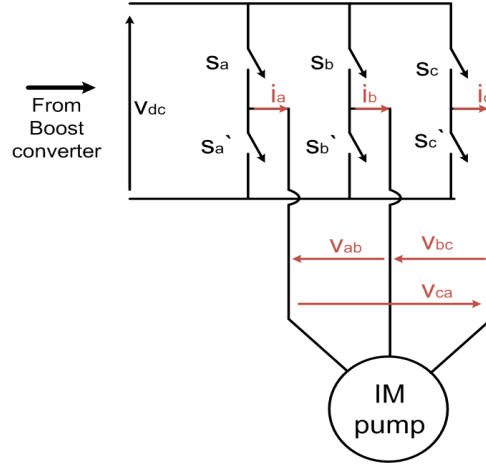 Sa
Sb
Sc
ia
ib
From
Boost
converter
Vdc
Sa`
Sb`
Sc`
Vab
Vbc
Vca
IM
pump